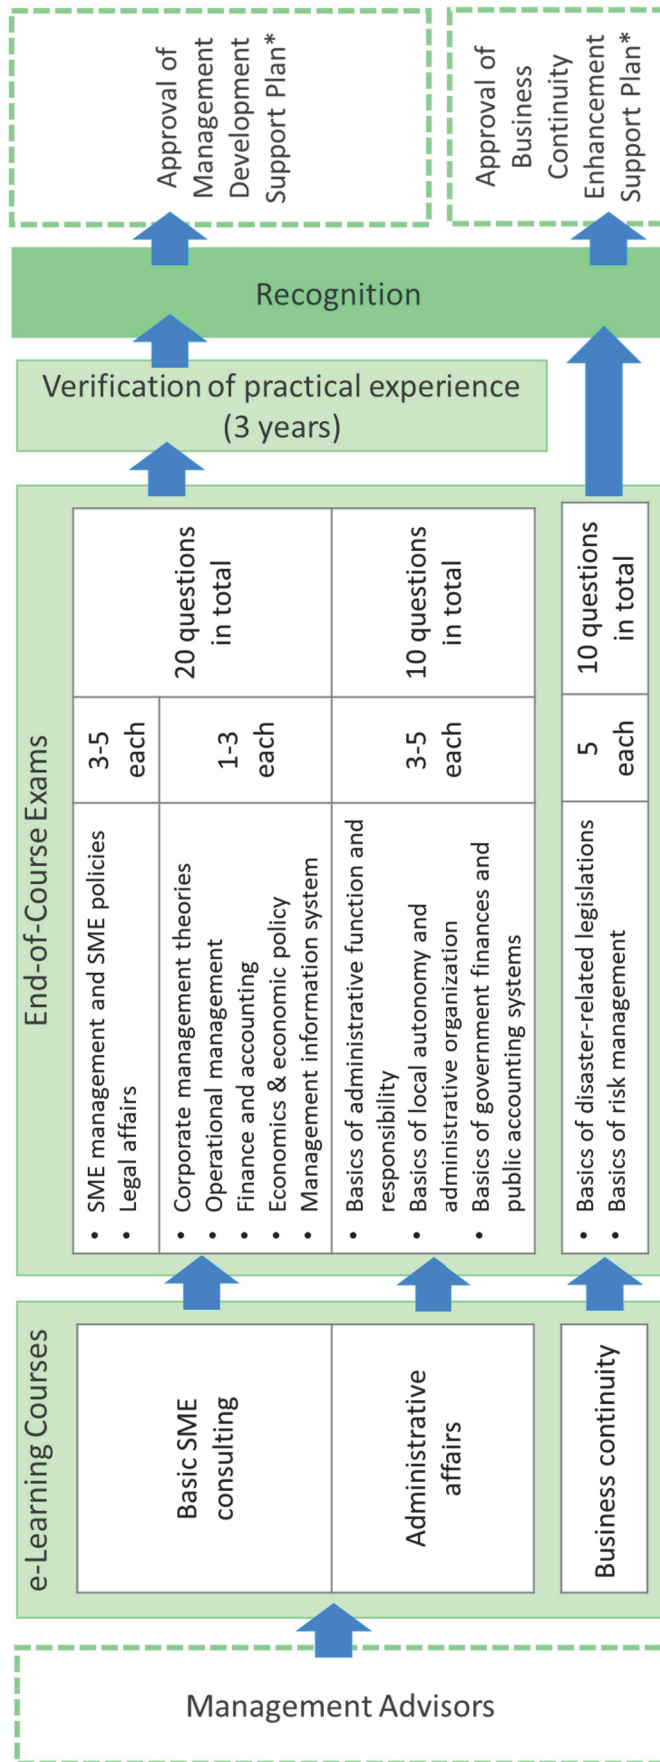 Management Advisors
e-Learning Courses
Basic SME
consulting
Administrative
affairs
Business continuity
End-of-Course Exams
• SME management and SME policies
• Legal affairs
3-5
each
• Corporate management theories
• Operational management
• Finance and accounting
• Economics & economic policy
• Management information system
1-3
each
20 questions
in total
• Basics of administrative function and
responsibility
• Basics of local autonomy and
administrative organization
• Basics of government finances and
public accounting systems
3-5
each
10 questions
in total
• Basics of disaster-related legislations
• Basics of risk management
5
each
10 questions
in total
Verification of practical experience
(3 years)
Recognition
Approval of
Management
Development
Support Plan*
Approval of
Business
Continuity
Enhancement
Support Plan*